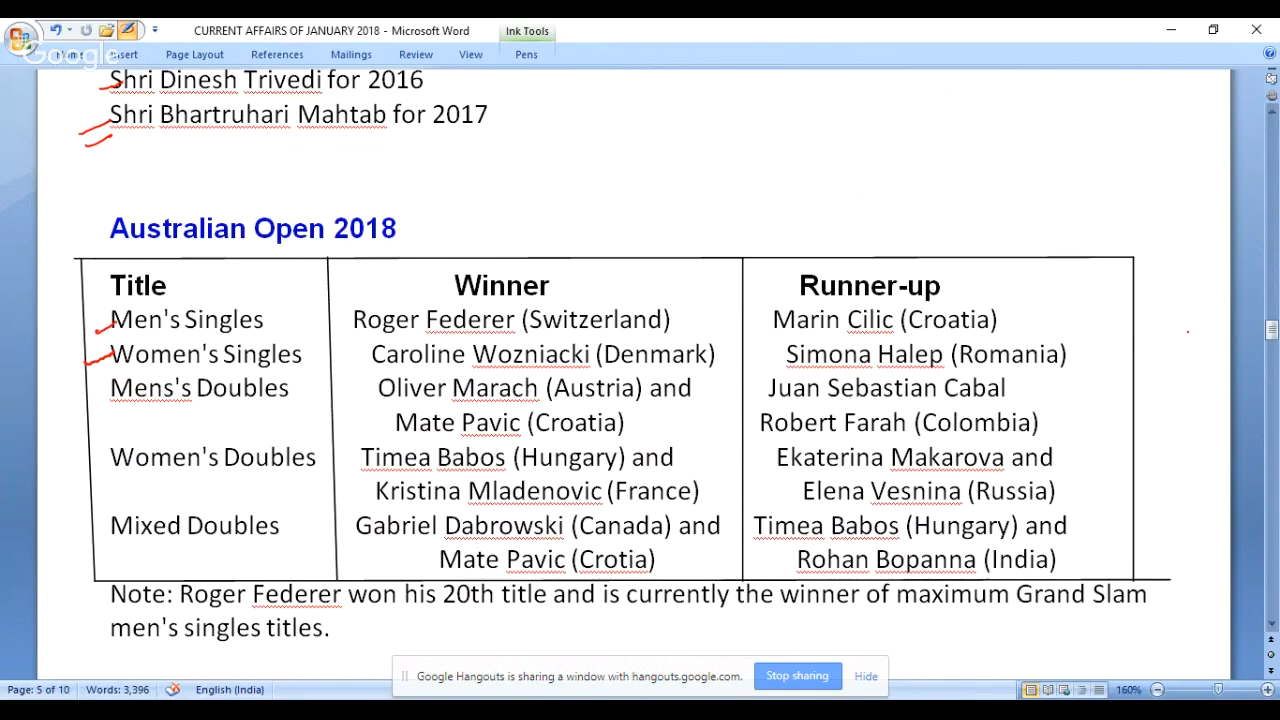 CURRENT AFFAIRS OF JANUARY 2018 - Microsoft Word
Ink Tools
Google
Home Insert Page Layout References Mailings Review View Pens
Shri Dinesh Trivedi for 2016
Shri Bhartruhari Mahtab for 2017
Australian Open 2018
Title Winner Runner-up
Men's Singles Roger Federer (Switzerland) Marin Cilic (Croatia)
Women's Singles Caroline Wozniacki (Denmark) Simona Halep (Romania)
Mens's Doubles Oliver Marach (Austria) and Juan Sebastian Cabal
Mate Pavic (Croatia) Robert Farah (Colombia)
Women's Doubles Timea Babos (Hungary) and Ekaterina Makarova and
Kristina Mladenovic (France) Elena Vesnina (Russia)
Mixed Doubles Gabriel Dabrowski (Canada) and Timea Babos (Hungary) and
Mate Pavic (Crotia) Rohan Bopanna (India)
Note: Roger Federer won his 20th title and is currently the winner of maximum Grand Slam
men's singles titles.
Google Hangouts is sharing a window with hangouts.google.com. Stop sharing Hide
Page: 5 of 10 Words: 3,396 English (India) 160%